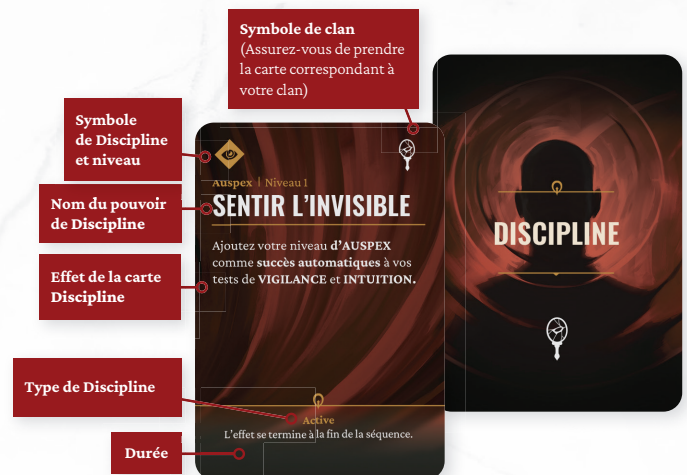 Symbole de clan
(Assurez-vous de prendre
la carte correspondant à
votre clan)
Symbole
de Discipline
et niveau
Nom du pouvoir
de Discipline
Effet de la carte
Discipline
Type de Discipline
Durée
Auspex | Niveau 1
SENTIR L’INVISIBLE
Ajoutez votre niveau d’AUSPEX
comme succès automatiques à vos
tests de VIGILANCE et INTUITION.
Active
L’effet se termine à la fin de la séquence.
DISCIPLINE